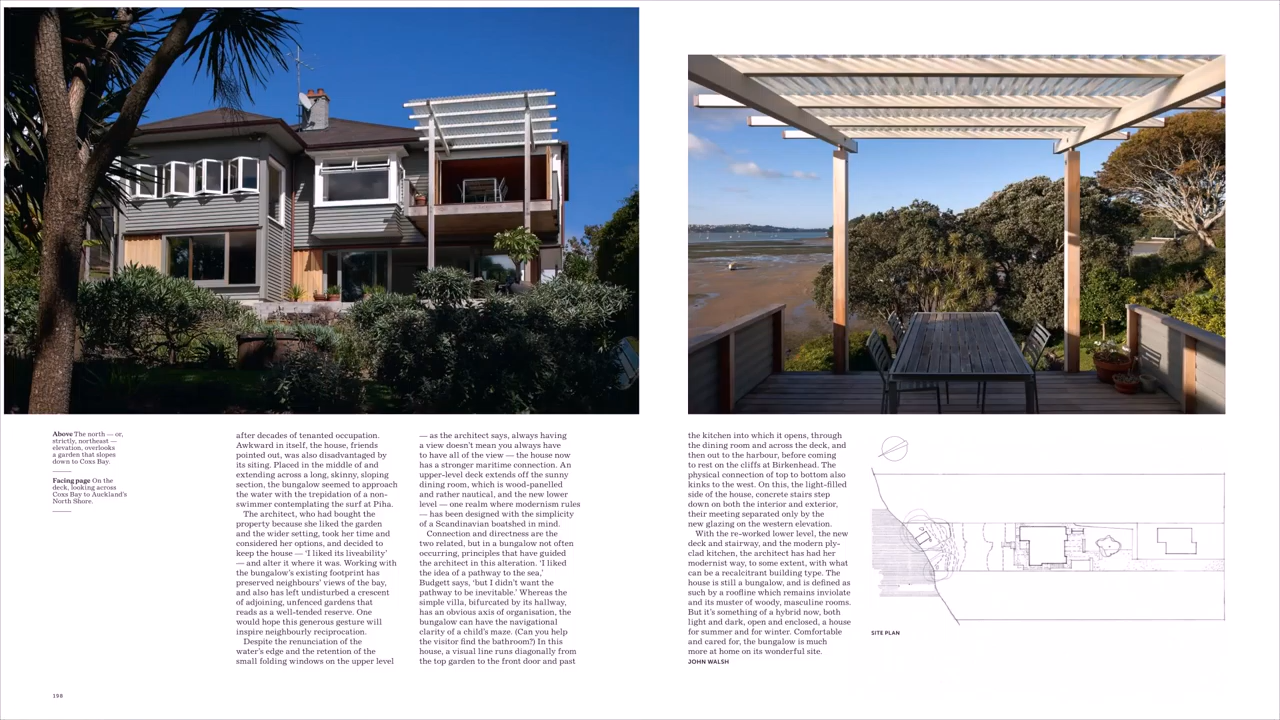 Above The north — or,
strictly, northeast —
elevation, overlooks
a garden that slopes
down to Coxs Bay.
Facing page On the
deck, looking across
Coxs Bay to Auckland's
North Shore.
after decades of tenanted occupation.
Awkward in itself, the house, friends
pointed out, was also disadvantaged by
its siting. Placed in the middle of and
extending across a long, skinny, sloping
section, the bungalow seemed to approach
the water with the trepidation of a non-
swimmer contemplating the surf at Piha.
The architect, who had bought the
property because she liked the garden
and the wider setting, took her time and
considered her options, and decided to
keep the house — ‘I liked its liveability’
— and alter it where it was. Working with
the bungalow's existing footprint has
preserved neighbours' views of the bay,
and also has left undisturbed a crescent
of adjoining, unfenced gardens that
reads as a well-tended reserve. One
would hope this generous gesture will
inspire neighbourly reciprocation.
Despite the renunciation of the
water's edge and the retention of the
small folding windows on the upper level
— as the architect says, always having
a view doesn't mean you always have
to have all of the view — the house now
has a stronger maritime connection. An
upper-level deck extends off the sunny
dining room, which is wood-panelled
and rather nautical, and the new lower
level — one realm where modernism rules
— has been designed with the simplicity
of a Scandinavian boatshed in mind.
Connection and directness are the
two related, but in a bungalow not often
occurring, principles that have guided
the architect in this alteration. ‘I liked
the idea of a pathway to the sea,’
Budgett says, ‘but I didn't want the
pathway to be inevitable.’ Whereas the
simple villa, bifurcated by its hallway,
has an obvious axis of organisation, the
bungalow can have the navigational
clarity of a child's maze. (Can you help
the visitor find the bathroom?) In this
house, a visual line runs diagonally from
the top garden to the front door and past
the kitchen into which it opens, through
the dining room and across the deck, and
then out to the harbour, before coming
to rest on the cliffs at Birkenhead. The
physical connection of top to bottom also
kinks to the west. On this, the light-filled
side of the house, concrete stairs step
down on both the interior and exterior,
their meeting separated only by the
new glazing on the western elevation.
With the re-worked lower level, the new
deck and stairway, and the modern ply-
clad kitchen, the architect has had her
modernist way, to some extent, with what
can be a recalcitrant building type. The
house is still a bungalow, and is defined as
such by a roofline which remains inviolate
and its muster of woody, masculine rooms.
But it's something of a hybrid now, both
light and dark, open and enclosed, a house
for summer and for winter. Comfortable
and cared for, the bungalow is much
more at home on its wonderful site.
JOHN WALSH
SITE PLAN
198